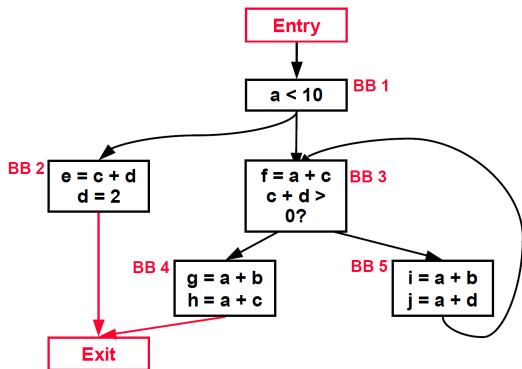 Entry
BB 1
a < 10
BB 2
e = c + d
d = 2
f = a + c
c + d >
0?
BB 3
BB 4
g = a + b
h = a + c
BB 5
i = a + b
j = a + d
Exit